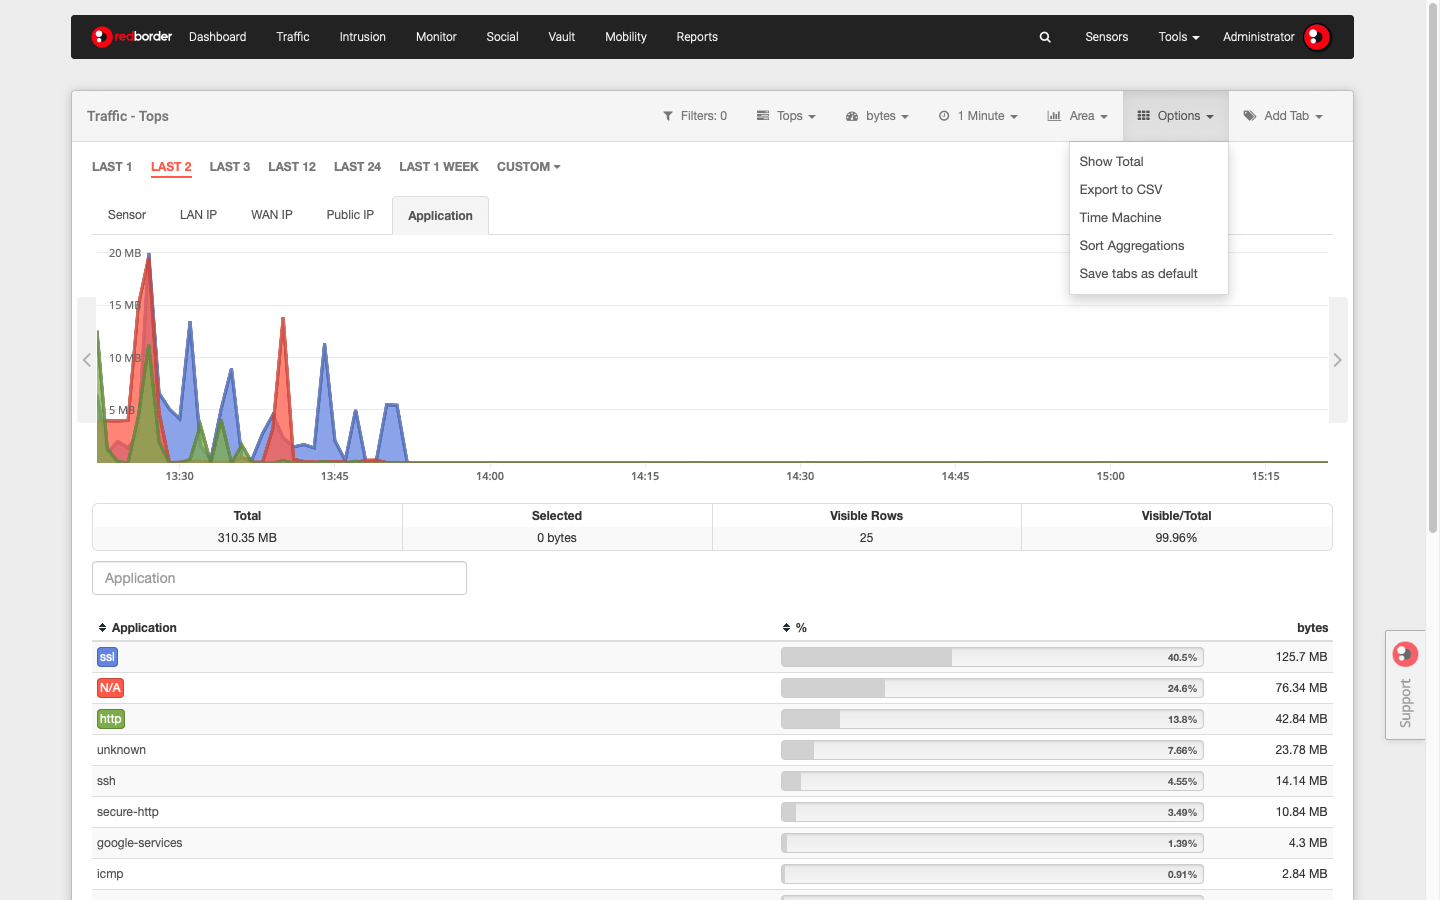 redborder Dashboard Traffic Intrusion Monitor Social Vault Mobility Reports Sensors Tools Administrator
Traffic - Tops Filters: 0 Tops bytes 1 Minute Area Options Add Tab
LAST 1 LAST 2 LAST 3 LAST 12 LAST 24 LAST 1 WEEK CUSTOM
Show Total
Export to CSV
Time Machine
Sort Aggregations
Save tabs as default
Sensor LAN IP WAN IP Public IP Application
20 MB
15 MB
10 MB
5 MB
13:30 13:45 14:00 14:15 14:30 14:45 15:00 15:15
Total Selected Visible Rows Visible/Total
310.35 MB 0 bytes 25 99.96%
Application
Application % bytes
ssl 40.5% 125.7 MB
N/A 24.6% 76.34 MB
http 13.8% 42.84 MB
unknown 7.66% 23.78 MB
ssh 4.55% 14.14 MB
secure-http 3.49% 10.84 MB
google-services 1.39% 4.3 MB
icmp 0.91% 2.84 MB
Support